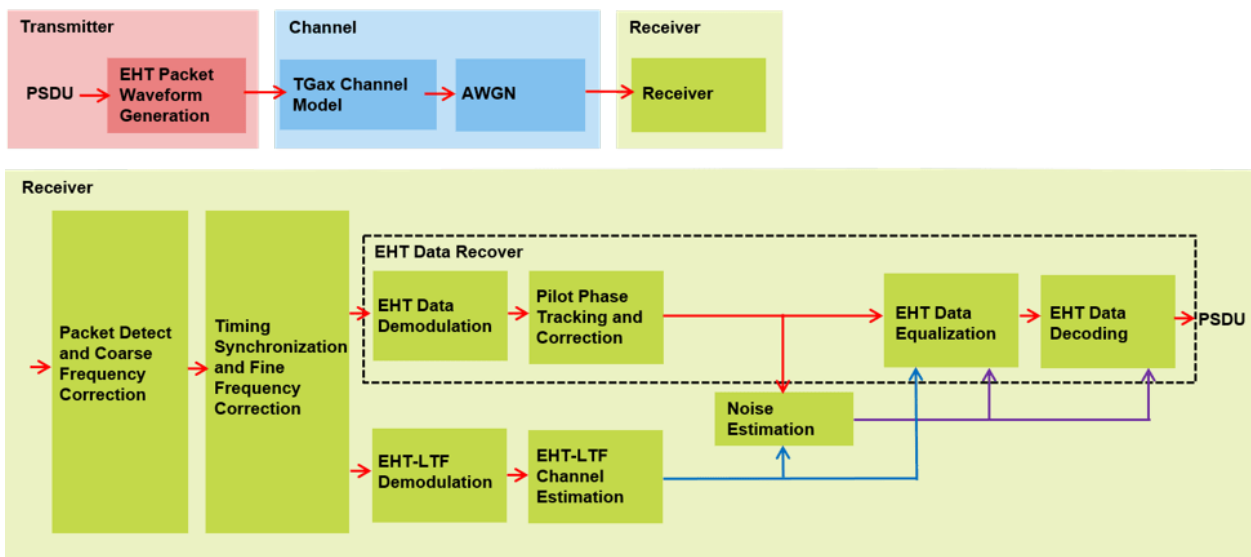 Transmitter
PSDU
EHT Packet
Waveform
Generation
Channel
TGax Channel
Model
AWGN
Receiver
Receiver
Receiver
Packet Detect
and Coarse
Frequency
Correction
Timing
Synchronization
and Fine
Frequency
Correction
EHT Data Recover
EHT Data
Demodulation
Pilot Phase
Tracking and
Correction
EHT Data
Equalization
EHT Data
Decoding
PSDU
Noise
Estimation
EHT-LTF
Demodulation
EHT-LTF
Channel
Estimation